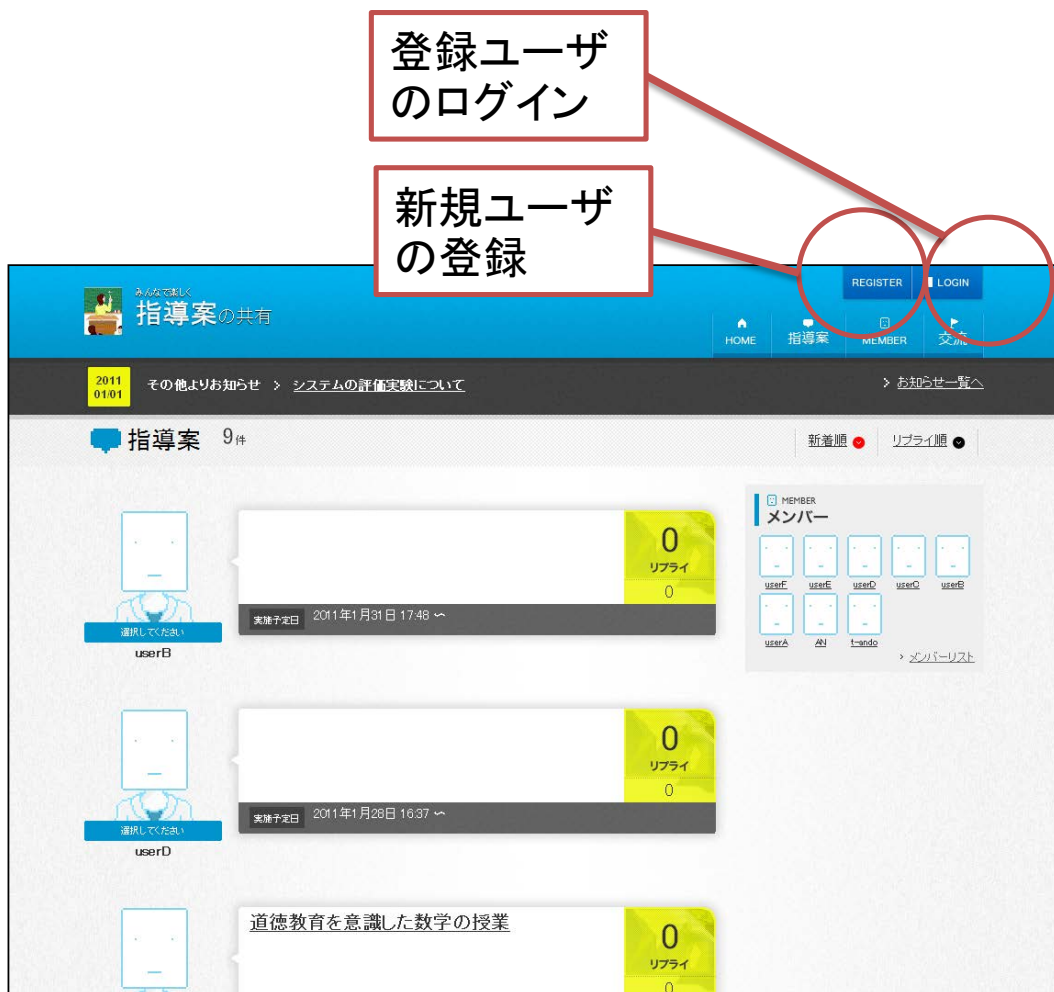 登録ユーザ
のログイン
新規ユーザ
の登録
REGISTER
LOGIN
みんなで楽しく
指導案の共有
HOME
指導案
MEMBER
交流
2011
01/01
その他よりお知らせ > システムの評価実験について
> お知らせ一覧へ
指導案 9件
新着順
リプライ順
0
リプライ
0
実施予定日 2011年1月31日 17:48 〜
選択してください
userB
MEMBER
メンバー
userF
userE
userD
userC
userB
userA
AN
t-ando
> メンバーリスト
0
リプライ
0
実施予定日 2011年1月28日 16:37 〜
選択してください
userD
道徳教育を意識した数学の授業
0
リプライ
0